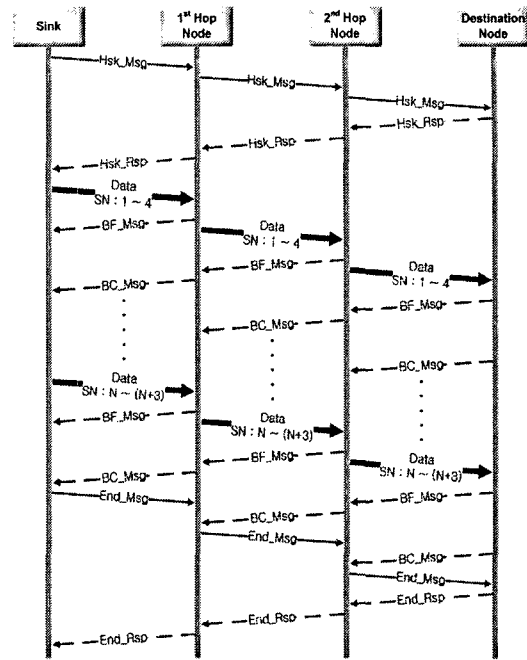 Sink
1st Hop
Node
2nd Hop
Node
Destination
Node
Hsk_Msg
Hsk_Msg
Hsk_Msg
Hsk_Rsp
Hsk_Rsp
Hsk_Rsp
Data
SN : 1 ~ 4
BF_Msg
Data
SN : 1 ~ 4
BF_Msg
Data
SN : 1 ~ 4
BC_Msg
BF_Msg
BC_Msg
BC_Msg
Data
SN : N ~ (N+3)
BF_Msg
Data
SN : N ~ (N+3)
BF_Msg
Data
SN : N ~ (N+3)
BC_Msg
End_Msg
BF_Msg
BC_Msg
End_Msg
BC_Msg
End_Msg
End_Rsp
End_Rsp
End_Rsp